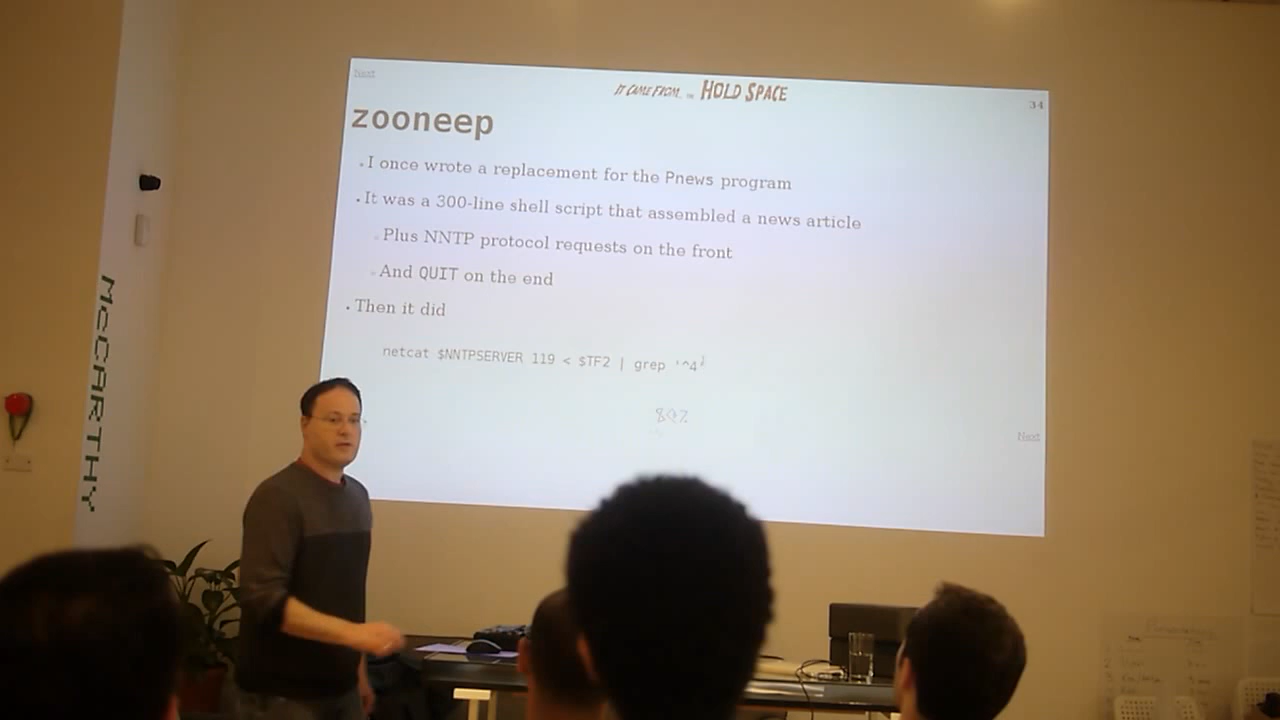 Next
IT CAME FROM... THE HOLD SPACE
34
zooneep
I once wrote a replacement for the Pnews program
It was a 300-line shell script that assembled a news article
Plus NNTP protocol requests on the front
And QUIT on the end
Then it did
netcat $NNTPSERVER 119 < $TF2 | grep '^4'
Next
McCARTHY